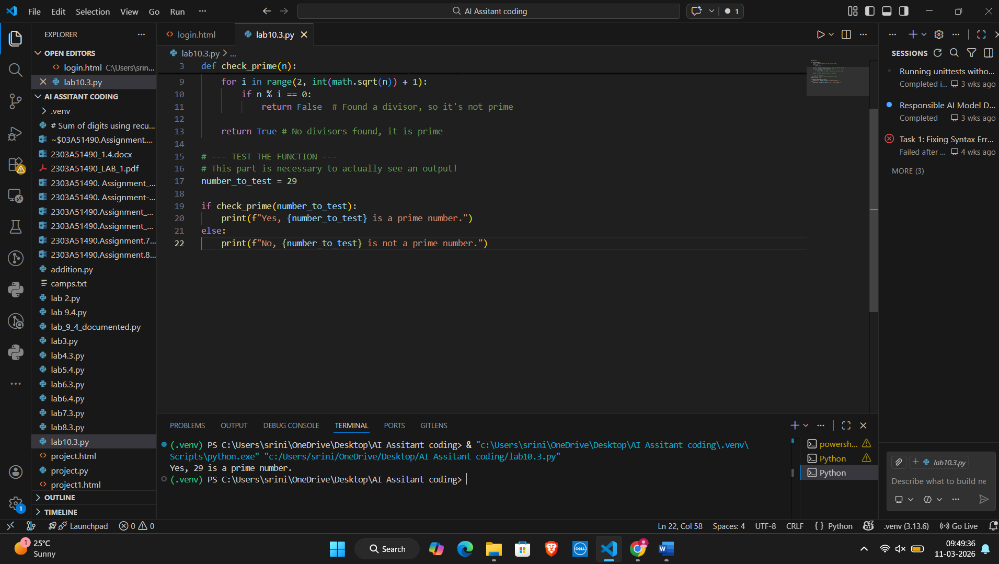 File Edit Selection View Go Run ···
AI Assitant coding
1
EXPLORER
OPEN EDITORS
login.html C:\Users\srin...
lab10.3.py
AI ASSITANT CODING
.venv
# Sum of digits using recu...
~$03A51490.Assignment....
2303A51490_1.4.docx
2303A51490_LAB_1.pdf
2303A51490. Assignment_...
2303A51490. Assignment-...
2303A51490.Assignment_...
2303A51490.Assignment_...
2303A51490.Assignment.7...
2303A51490.Assignment.8...
addition.py
camps.txt
lab 2.py
lab 9.4.py
lab_9_4_documented.py
lab3.py
lab4.3.py
lab5.4.py
lab6.3.py
lab6.4.py
lab7.3.py
lab8.3.py
lab10.3.py
project.html
project.py
project1.html
OUTLINE
TIMELINE
login.html
lab10.3.py
lab10.3.py > ...
3 def check_prime(n):
9 for i in range(2, int(math.sqrt(n)) + 1):
10 if n % i == 0:
11 return False # Found a divisor, so it's not prime
12
13 return True # No divisors found, it is prime
14
15 # --- TEST THE FUNCTION ---
16 # This part is necessary to actually see an output!
17 number_to_test = 29
18
19 if check_prime(number_to_test):
20 print(f"Yes, {number_to_test} is a prime number.")
21 else:
22 print(f"No, {number_to_test} is not a prime number.")
PROBLEMS OUTPUT DEBUG CONSOLE TERMINAL PORTS GITLENS
(.venv) PS C:\Users\srini\OneDrive\Desktop\AI Assitant coding> & "c:\Users\srini\OneDrive\Desktop\AI Assitant coding\.venv\
Scripts\python.exe" "c:/Users/srini/OneDrive/Desktop/AI Assitant coding/lab10.3.py"
Yes, 29 is a prime number.
(.venv) PS C:\Users\srini\OneDrive\Desktop\AI Assitant coding>
powersh...
Python
Python
SESSIONS
Running unittests witho...
Completed i... 3 wks ago
Responsible AI Model D...
Completed 3 wks ago
Task 1: Fixing Syntax Err...
Failed after ... 4 wks ago
MORE (3)
lab10.3.py
Describe what to build ne
1
Launchpad 0 0
Ln 22, Col 58 Spaces: 4 UTF-8 CRLF { } Python .venv (3.13.6) Go Live
1
25°C
Sunny
Search
DELL
W
09:49:36
11-03-2026